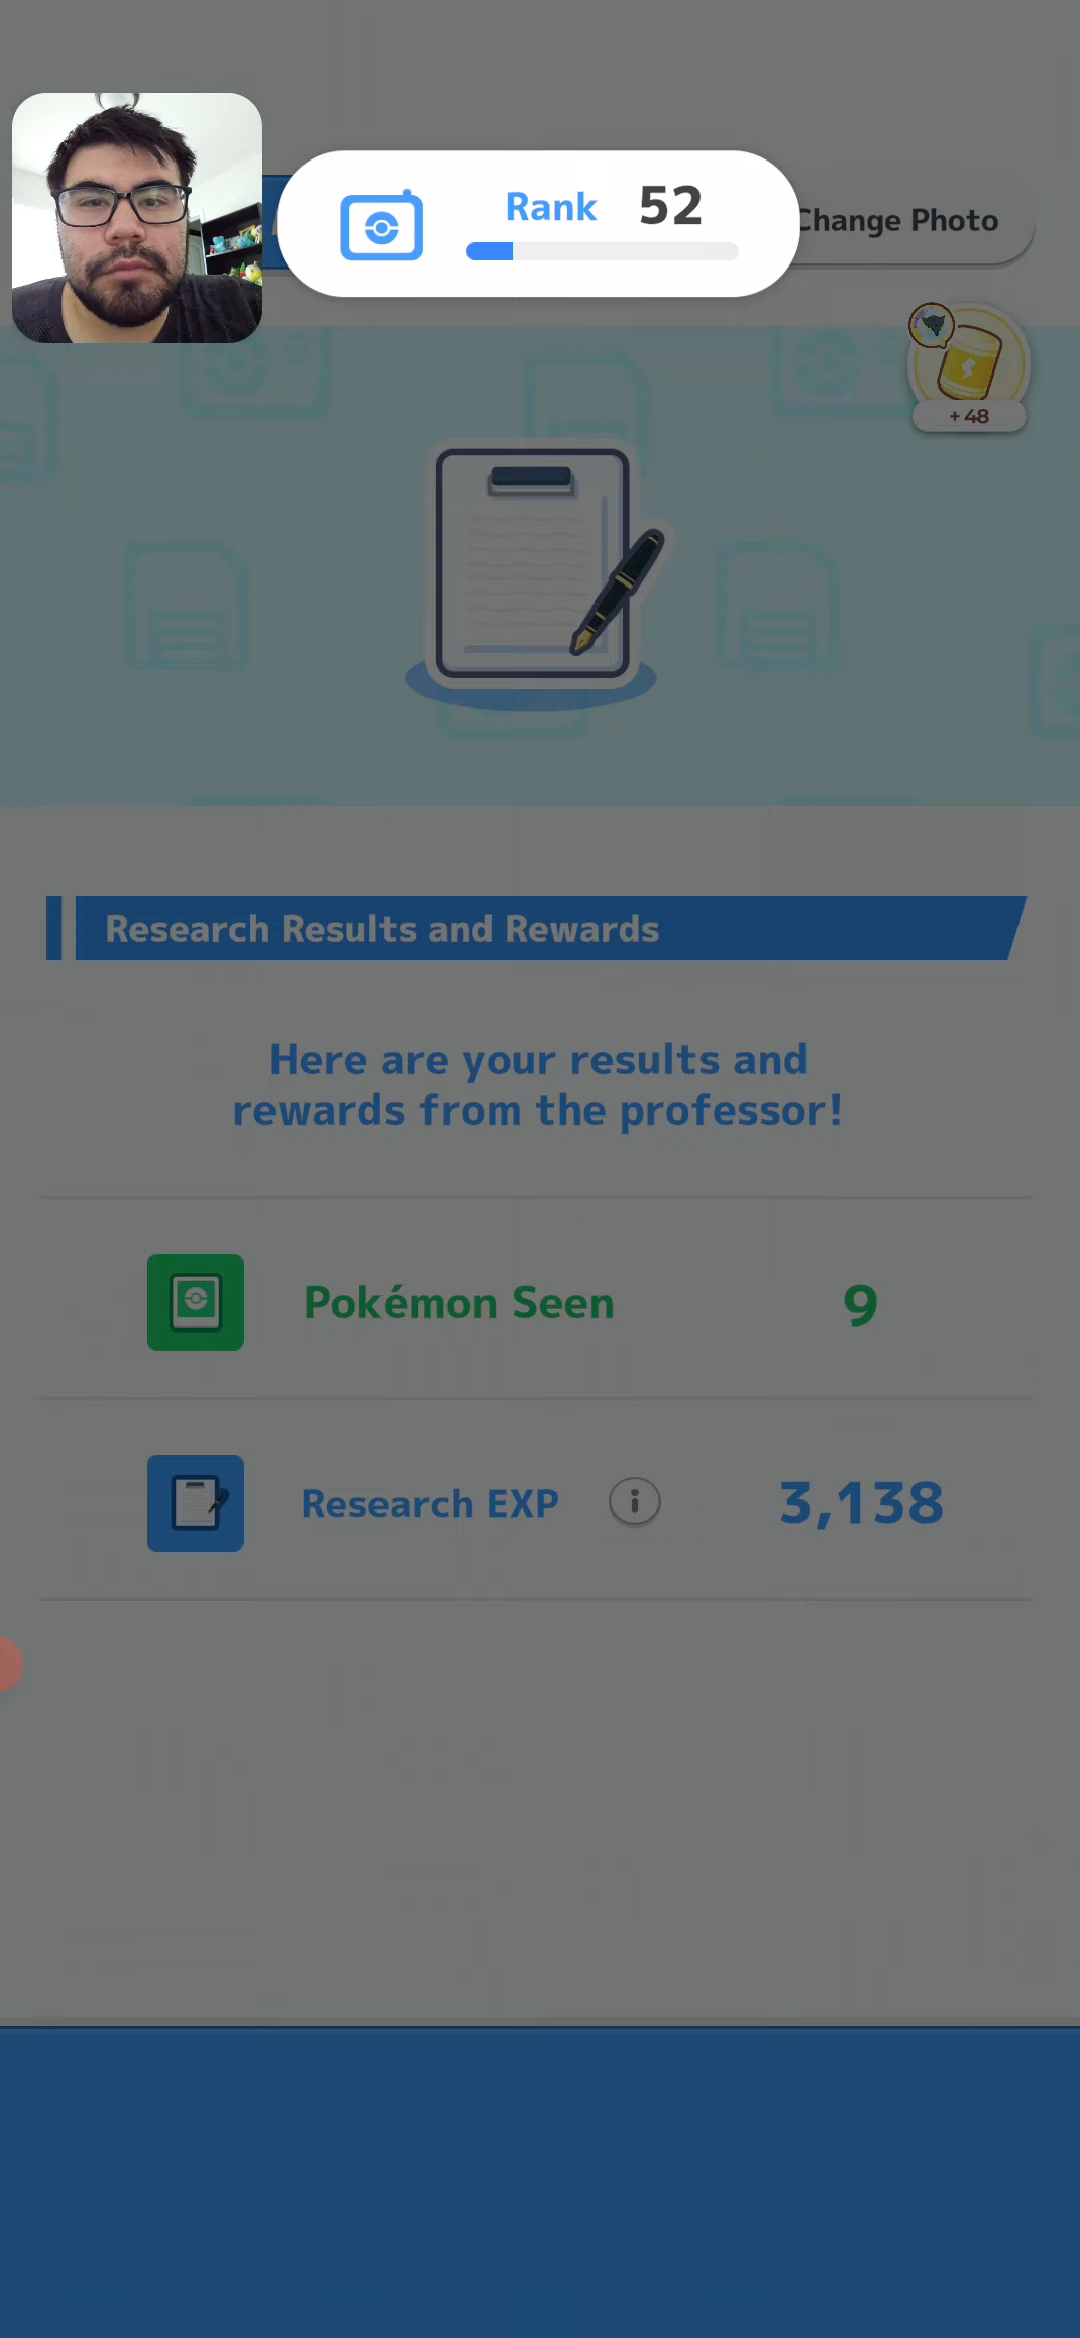 Rank 52
Change Photo
+48
Research Results and Rewards
Here are your results and
rewards from the professor!
Pokémon Seen 9
Research EXP i 3,138